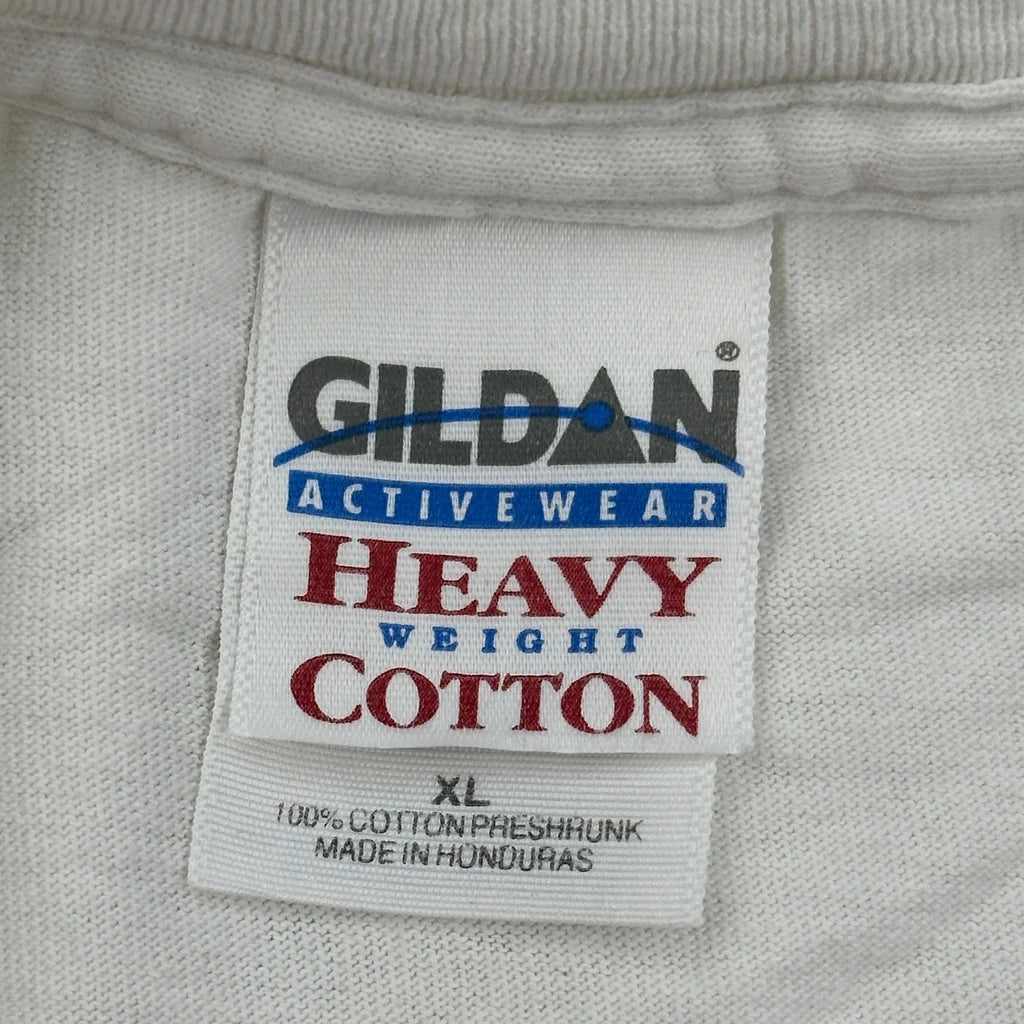 GILDAN®
ACTIVEWEAR
HEAVY
WEIGHT
COTTON
XL
100% COTTON PRESHRUNK
MADE IN HONDURAS